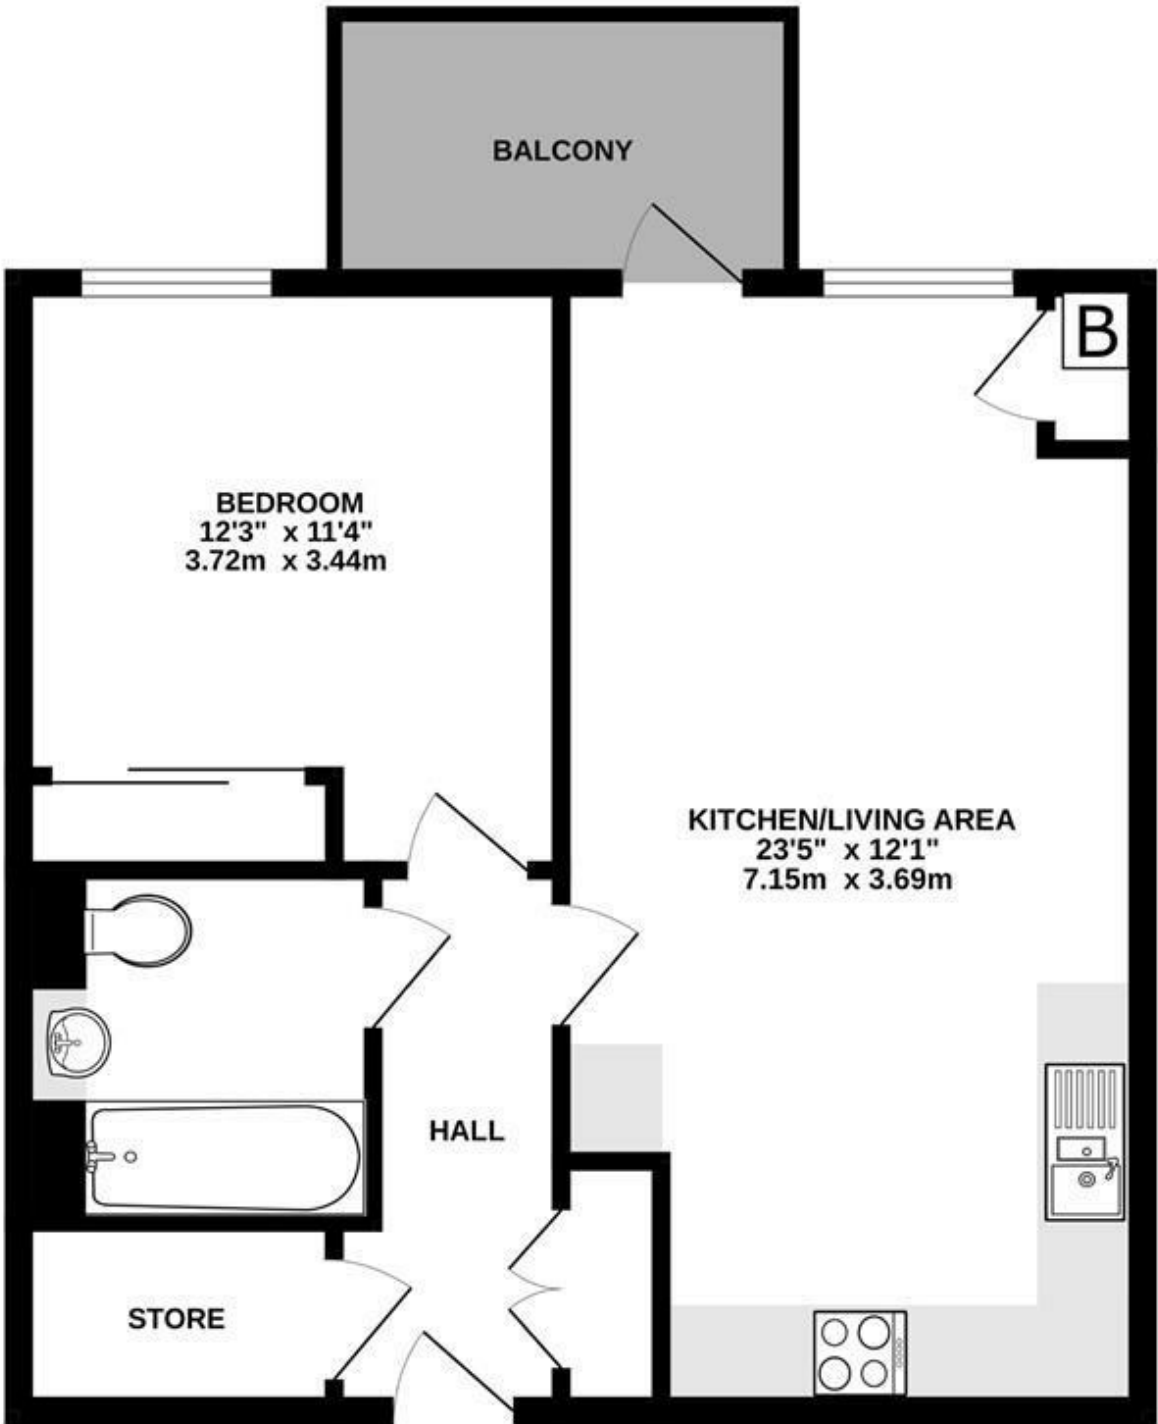 BALCONY
B
BEDROOM
12'3" x 11'4"
3.72m x 3.44m
KITCHEN/LIVING AREA
23'5" x 12'1"
7.15m x 3.69m
HALL
STORE